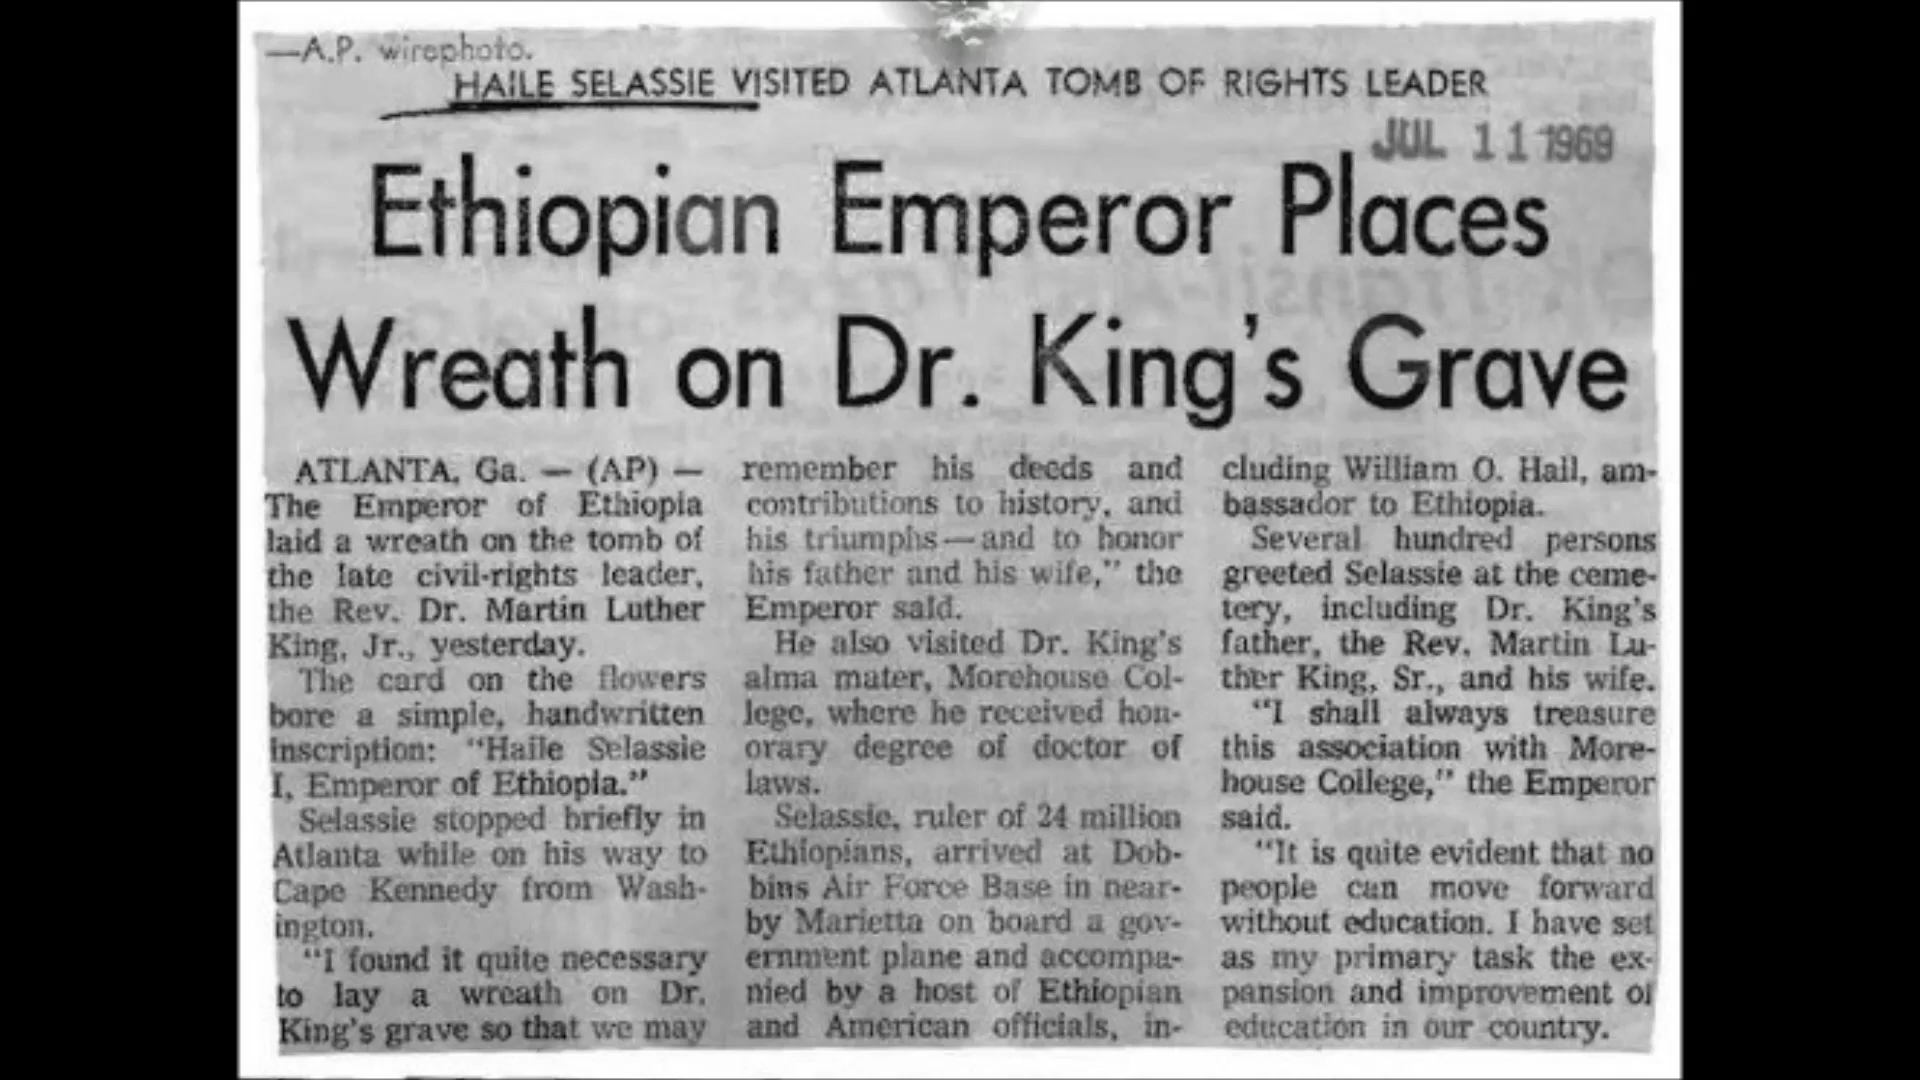 —A.P. wirephoto.
HAILE SELASSIE VISITED ATLANTA TOMB OF RIGHTS LEADER
JUL 11 1969
Ethiopian Emperor Places
Wreath on Dr. King's Grave
ATLANTA, Ga. — (AP) —
The Emperor of Ethiopia
laid a wreath on the tomb of
the late civil-rights leader,
the Rev. Dr. Martin Luther
King, Jr., yesterday.
The card on the flowers
bore a simple, handwritten
inscription: "Haile Selassie
I, Emperor of Ethiopia."
Selassie stopped briefly in
Atlanta while on his way to
Cape Kennedy from Wash-
ington.
"I found it quite necessary
to lay a wreath on Dr.
King's grave so that we may
remember his deeds and
contributions to history, and
his triumphs—and to honor
his father and his wife," the
Emperor said.
He also visited Dr. King's
alma mater, Morehouse Col-
lege, where he received hon-
orary degree of doctor of
laws.
Selassie, ruler of 24 million
Ethiopians, arrived at Dob-
bins Air Force Base in near-
by Marietta on board a gov-
ernment plane and accompa-
nied by a host of Ethiopian
and American officials, in-
cluding William O. Hall, am-
bassador to Ethiopia.
Several hundred persons
greeted Selassie at the ceme-
tery, including Dr. King's
father, the Rev. Martin Lu-
ther King, Sr., and his wife.
"I shall always treasure
this association with More-
house College," the Emperor
said.
"It is quite evident that no
people can move forward
without education. I have set
as my primary task the ex-
pansion and improvement of
education in our country.